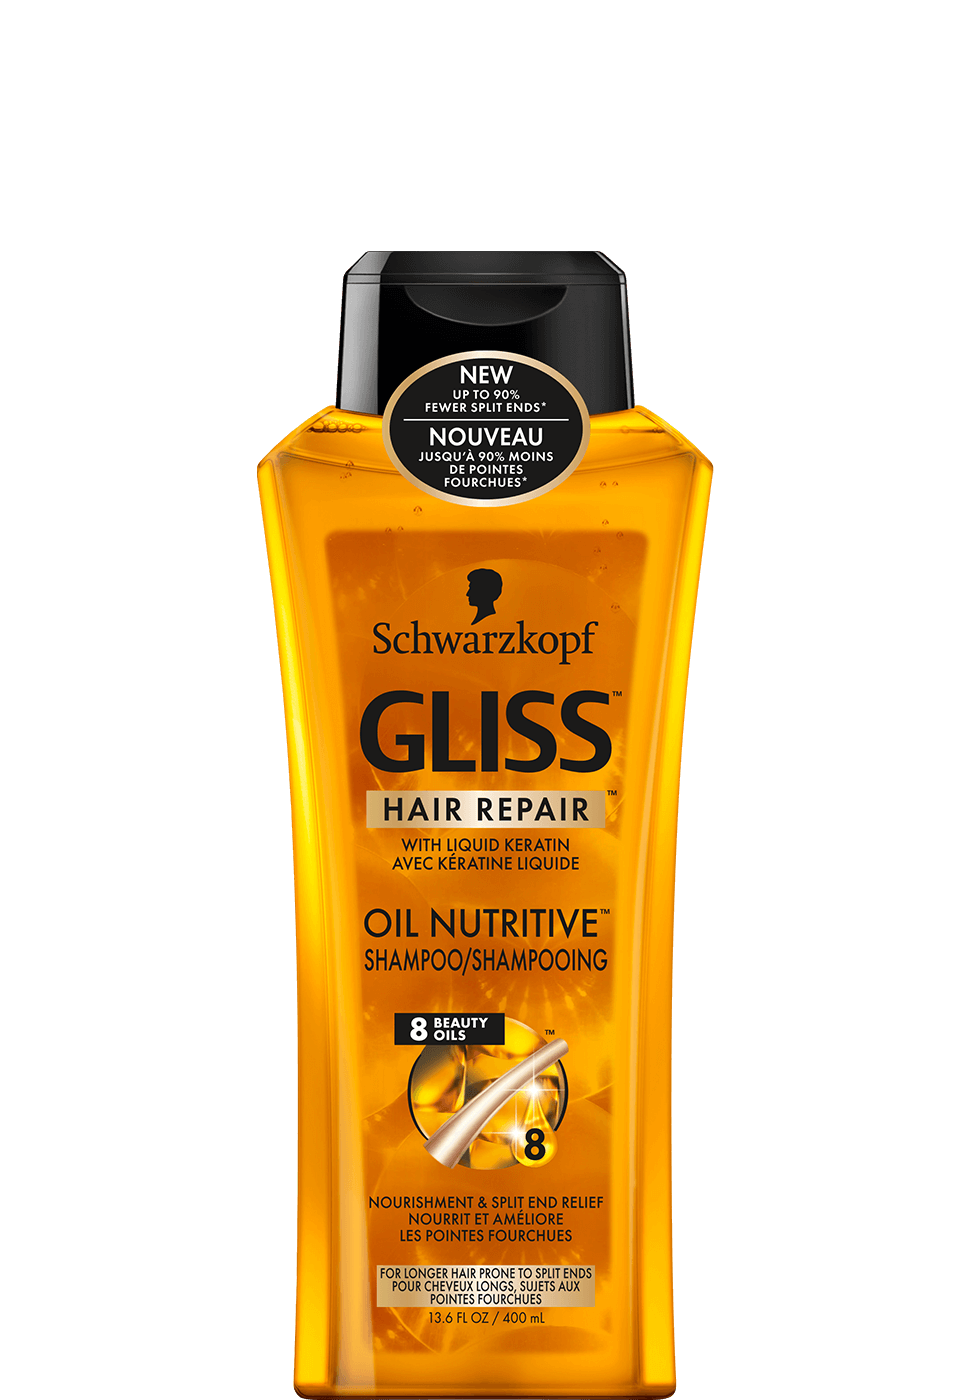 NEW
UP TO 90%
FEWER SPLIT ENDS*
NOUVEAU
JUSQU'À 90% MOINS
DE POINTES
FOURCHUES*
Schwarzkopf
GLISS™
HAIR REPAIR™
WITH LIQUID KERATIN
AVEC KÉRATINE LIQUIDE
OIL NUTRITIVE™
SHAMPOO/SHAMPOOING
8 BEAUTY
OILS
™
8
NOURISHMENT & SPLIT END RELIEF
NOURRIT ET AMÉLIORE
LES POINTES FOURCHUES
FOR LONGER HAIR PRONE TO SPLIT ENDS
POUR CHEVEUX LONGS, SUJETS AUX
POINTES FOURCHUES
13.6 FL OZ / 400 mL